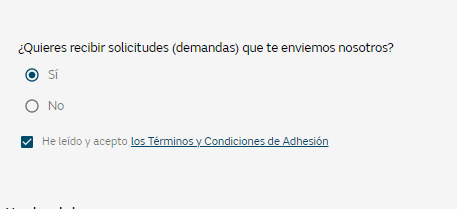 ¿Quieres recibir solicitudes (demandas) que te enviemos nosotros?
Sí
No
He leído y acepto los Términos y Condiciones de Adhesión